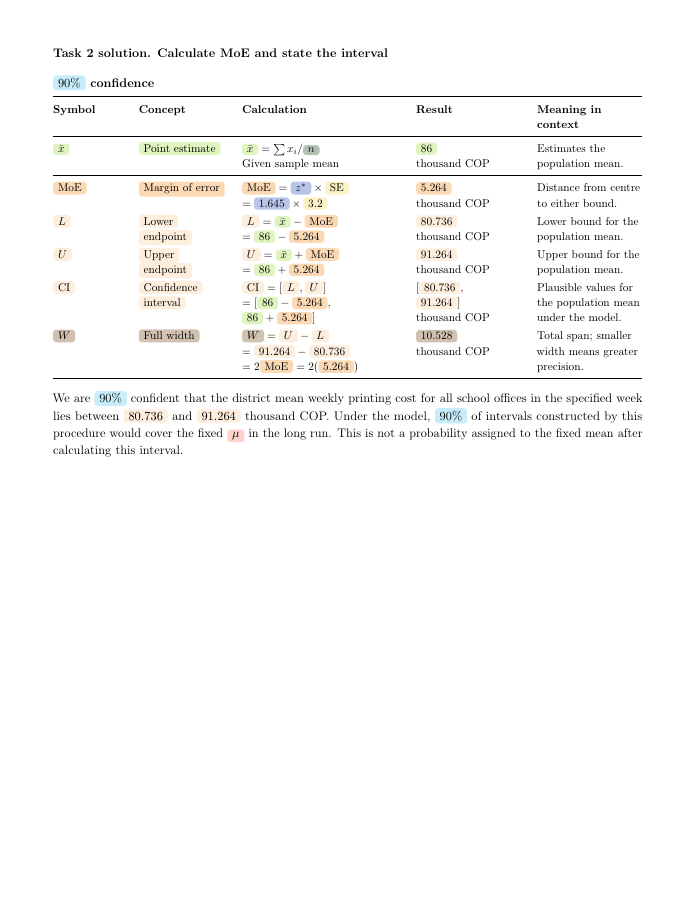 Task 2 solution. Calculate MoE and state the interval
90% confidence
Symbol Concept Calculation Result Meaning in context
x̄ Point estimate x̄ = ∑ xᵢ/n 86 Estimates the
Given sample mean thousand COP population mean.
MoE Margin of error MoE = z* × SE 5.264 Distance from centre
= 1.645 × 3.2 thousand COP to either bound.
L Lower L = x̄ − MoE 80.736 Lower bound for the
endpoint = 86 − 5.264 thousand COP population mean.
U Upper U = x̄ + MoE 91.264 Upper bound for the
endpoint = 86 + 5.264 thousand COP population mean.
CI Confidence CI = [ L , U ] [ 80.736 , Plausible values for
interval = [ 86 − 5.264 , 91.264 ] the population mean
86 + 5.264 ] thousand COP under the model.
W Full width W = U − L 10.528 Total span; smaller
= 91.264 − 80.736 thousand COP width means greater
= 2 MoE = 2( 5.264 ) precision.
We are 90% confident that the district mean weekly printing cost for all school offices in the specified week
lies between 80.736 and 91.264 thousand COP. Under the model, 90% of intervals constructed by this
procedure would cover the fixed μ in the long run. This is not a probability assigned to the fixed mean after
calculating this interval.